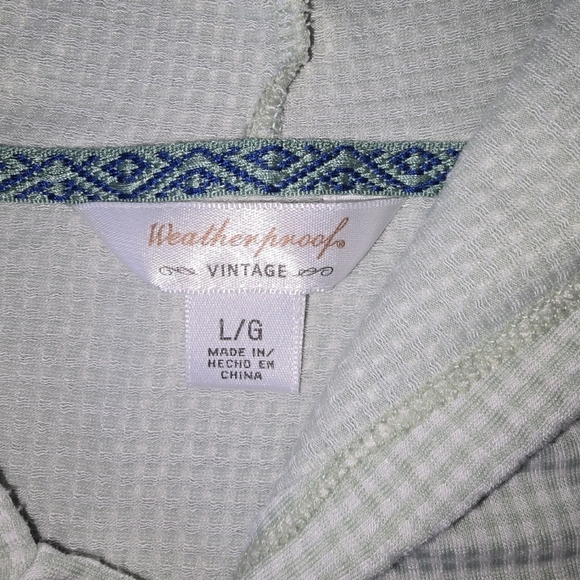 Weatherproof®
VINTAGE
L/G
MADE IN/
HECHO EN
CHINA